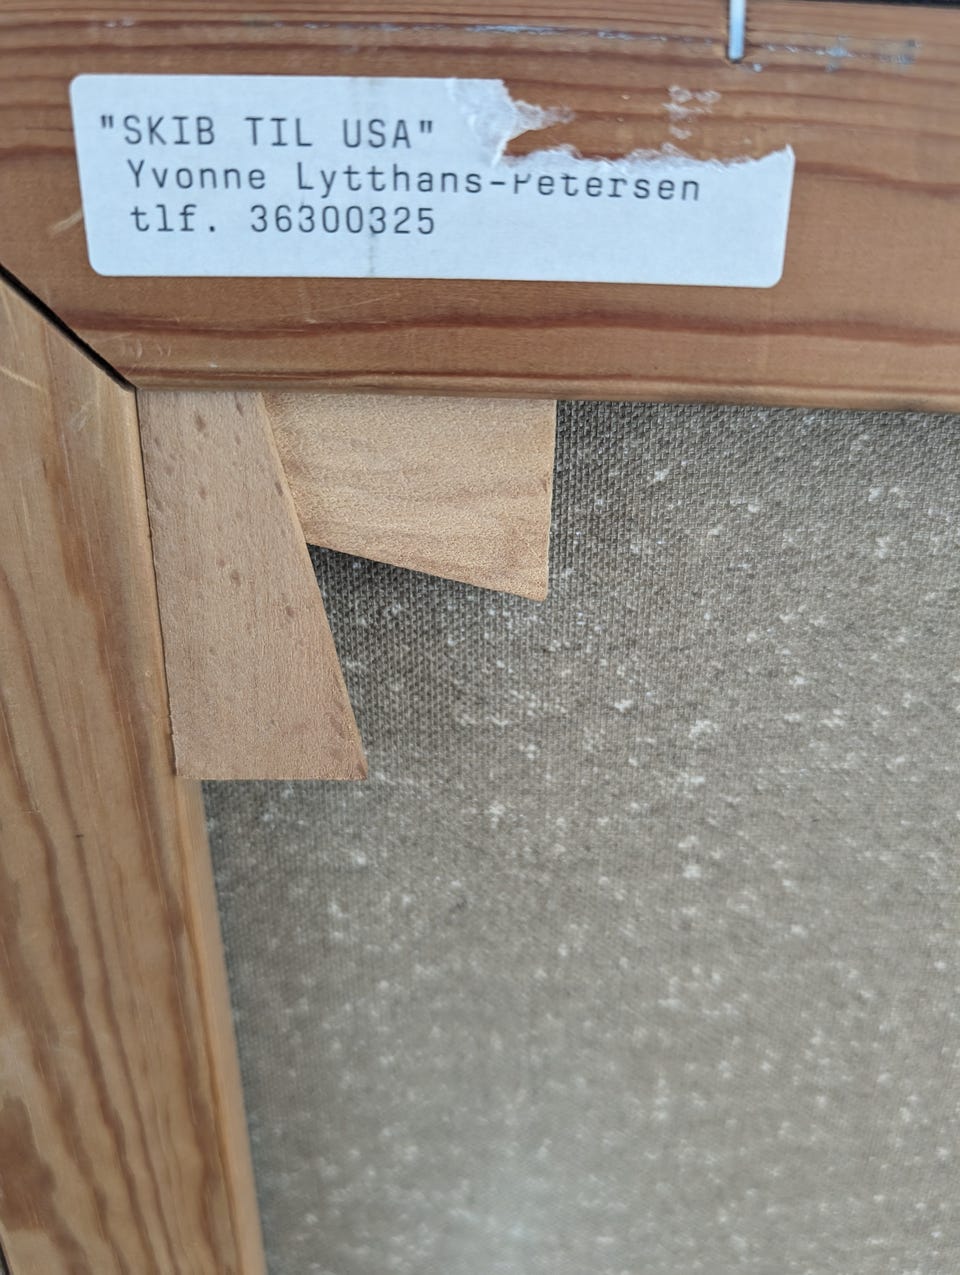 "SKIB TIL USA"
Yvonne Lytthans-Petersen
tlf. 36300325